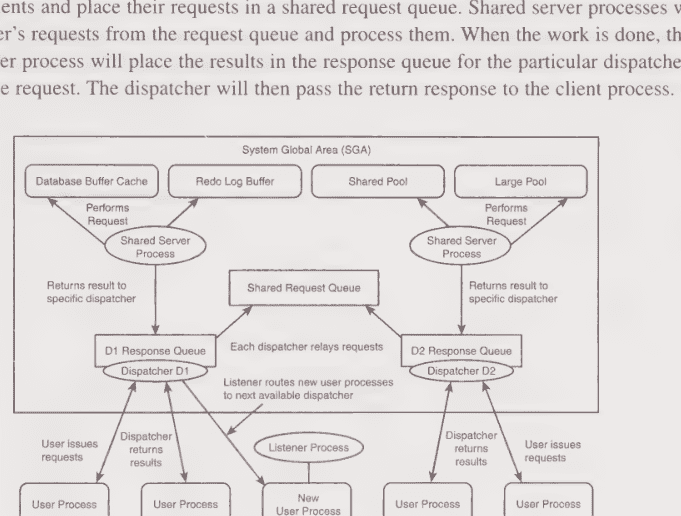 ents and place their requests in a shared request queue. Shared server processes
er's requests from the request queue and process them. When the work is done,
er process will place the results in the response queue for the particular
e request. The dispatcher will then pass the return response to the client process.
System Global Area (SGA)
Database Buffer Cache
Redo Log Buffer
Shared Pool
Large Pool
Performs
Request
Performs
Request
Shared Server
Process
Shared Server
Process
Returns result to
specific dispatcher
Shared Request Queue
Returns result to
specific dispatcher
D1 Response Queue
Each dispatcher relays requests
D2 Response Queue
Dispatcher D1
Dispatcher D2
Listener routes new user processes
to next available dispatcher
User issues
requests
Dispatcher
returns
results
Listener Process
Dispatcher
returns
results
User issues
requests
User Process
User Process
New
User Process
User Process
User Process